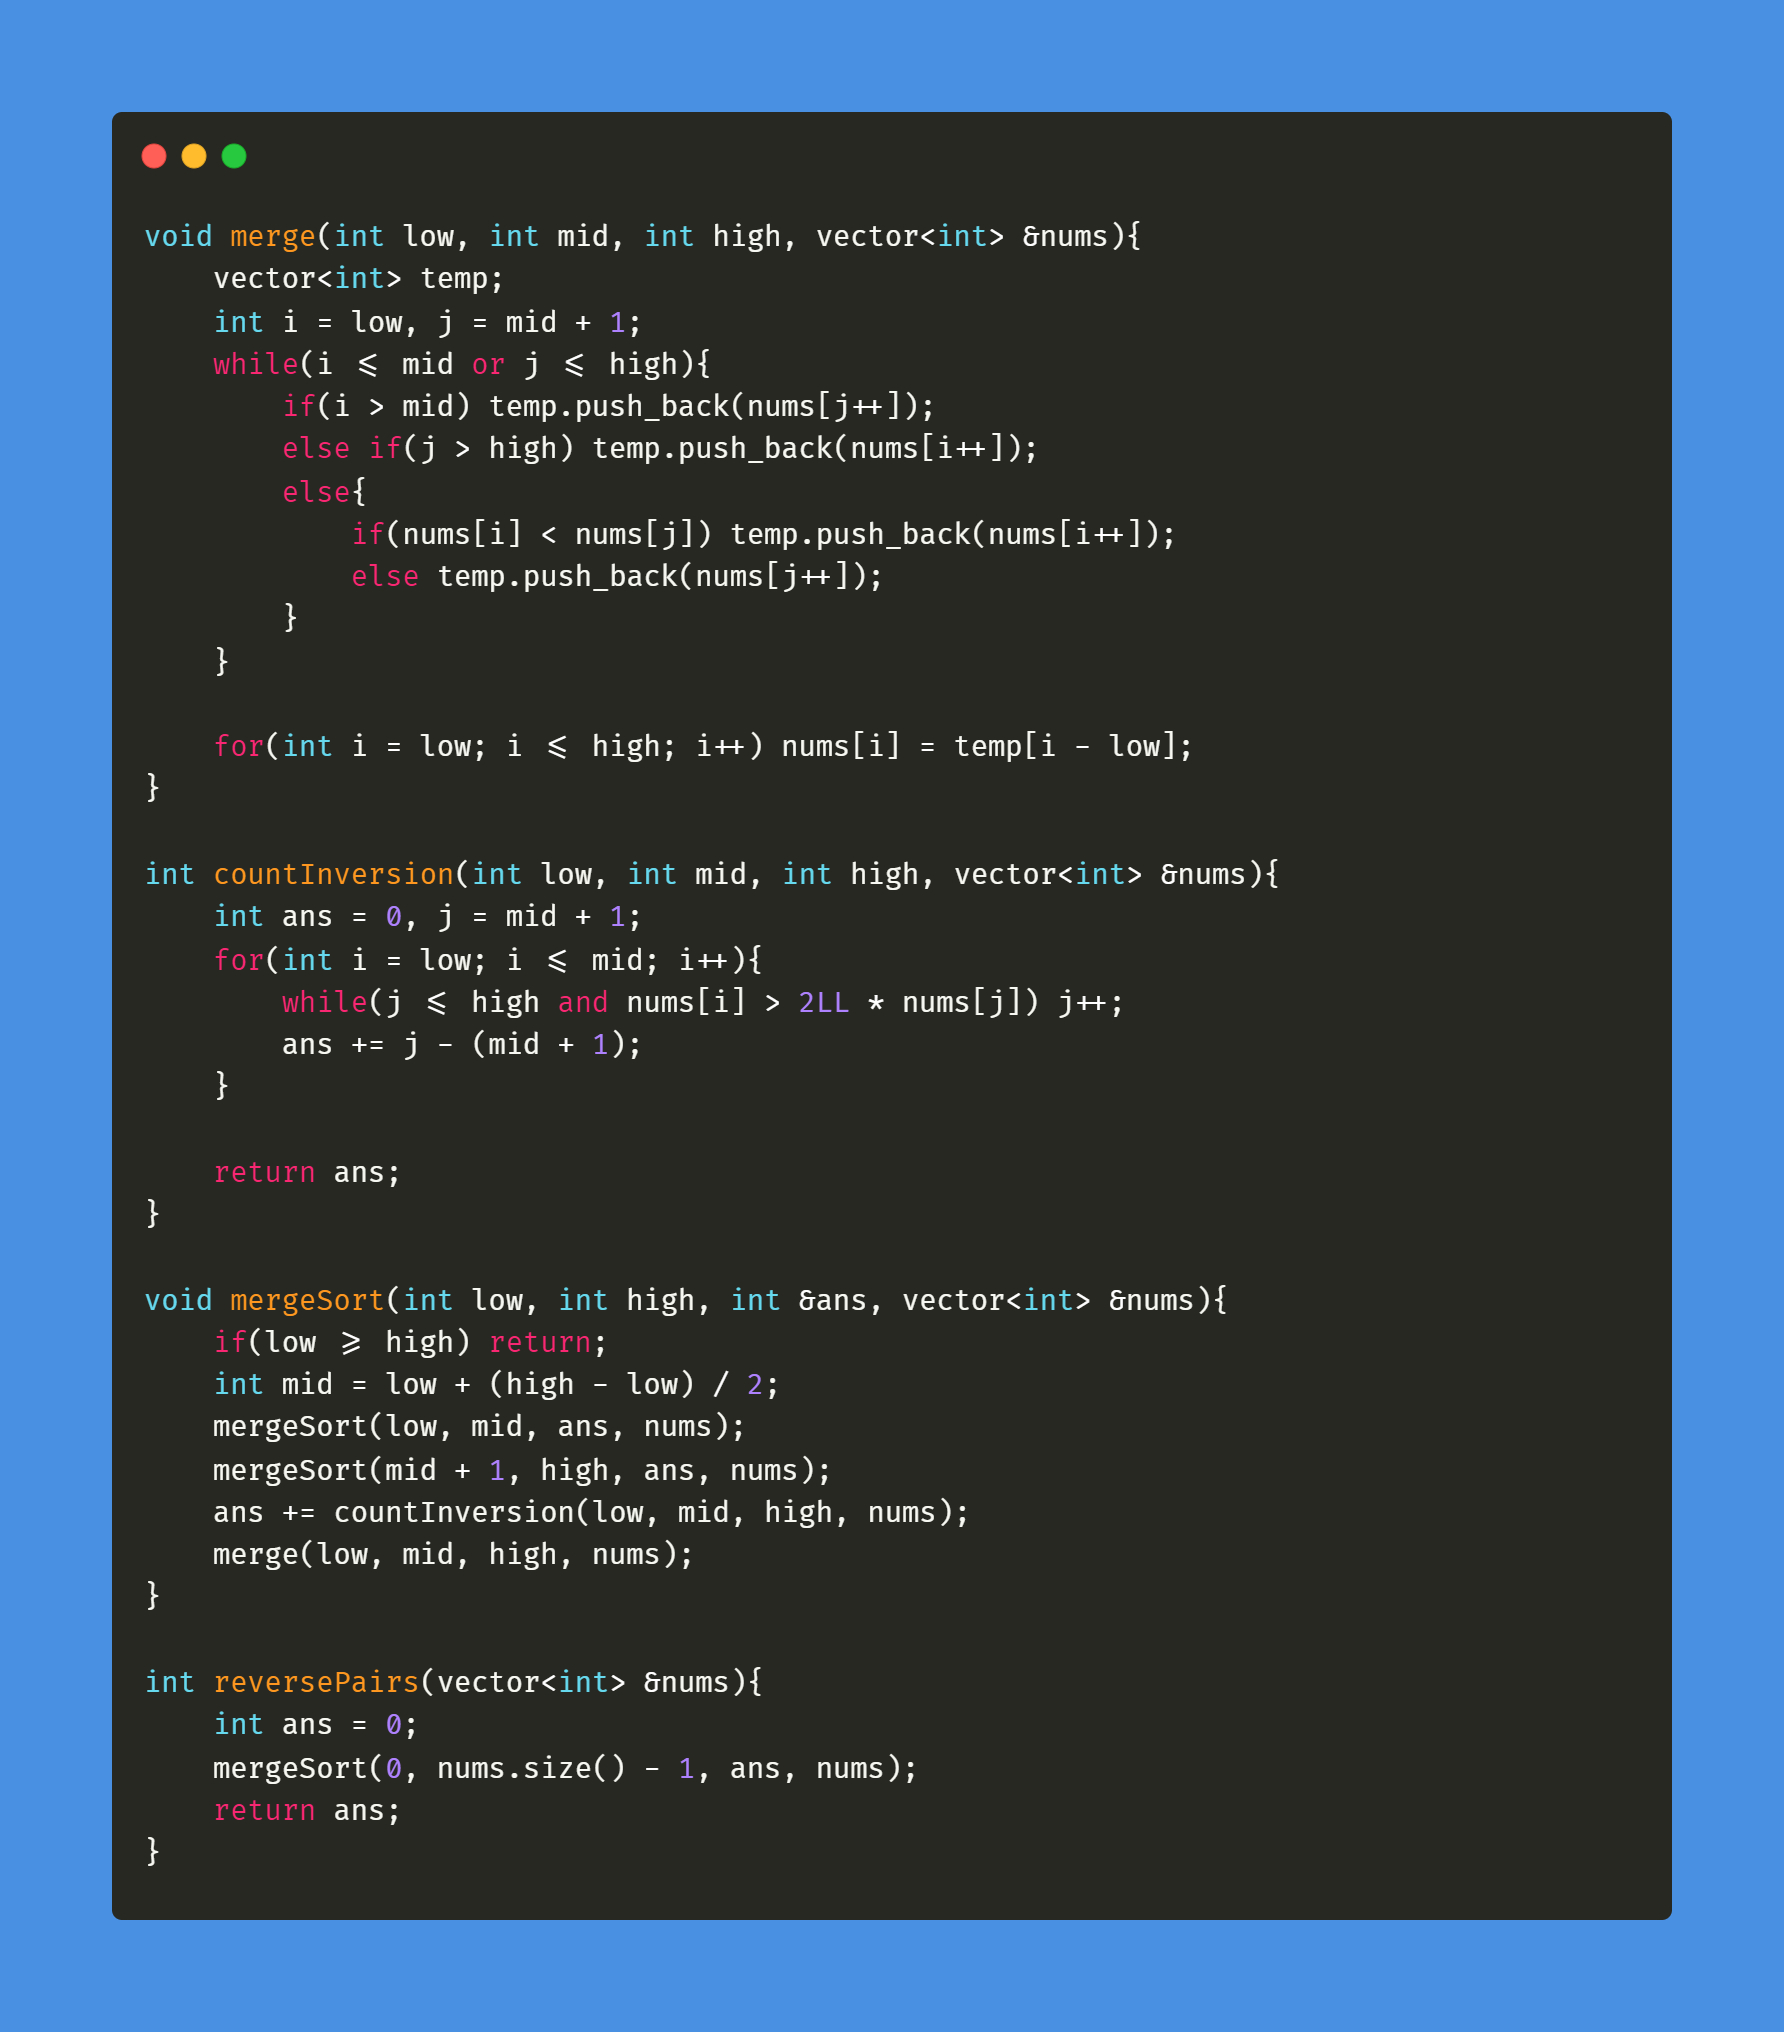 void merge(int low, int mid, int high, vector<int> &nums){
    vector<int> temp;
    int i = low, j = mid + 1;
    while(i <= mid or j <= high){
        if(i > mid) temp.push_back(nums[j++]);
        else if(j > high) temp.push_back(nums[i++]);
        else{
            if(nums[i] < nums[j]) temp.push_back(nums[i++]);
            else temp.push_back(nums[j++]);
        }
    }

    for(int i = low; i <= high; i++) nums[i] = temp[i - low];
}

int countInversion(int low, int mid, int high, vector<int> &nums){
    int ans = 0, j = mid + 1;
    for(int i = low; i <= mid; i++){
        while(j <= high and nums[i] > 2LL * nums[j]) j++;
        ans += j - (mid + 1);
    }

    return ans;
}

void mergeSort(int low, int high, int &ans, vector<int> &nums){
    if(low >= high) return;
    int mid = low + (high - low) / 2;
    mergeSort(low, mid, ans, nums);
    mergeSort(mid + 1, high, ans, nums);
    ans += countInversion(low, mid, high, nums);
    merge(low, mid, high, nums);
}

int reversePairs(vector<int> &nums){
    int ans = 0;
    mergeSort(0, nums.size() - 1, ans, nums);
    return ans;
}